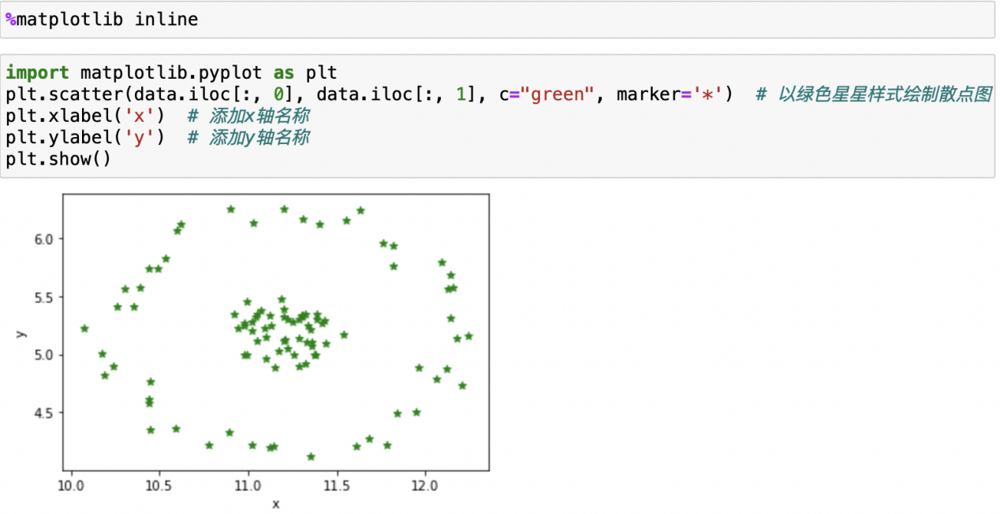 %matplotlib inline
import matplotlib.pyplot as plt
plt.scatter(data.iloc[:, 0], data.iloc[:, 1], c="green", marker='*')  # 以绿色星星样式绘制散点图
plt.xlabel('x')  # 添加x轴名称
plt.ylabel('y')  # 添加y轴名称
plt.show()
6.0
5.5
y
5.0
4.5
10.0 10.5 11.0 11.5 12.0
x